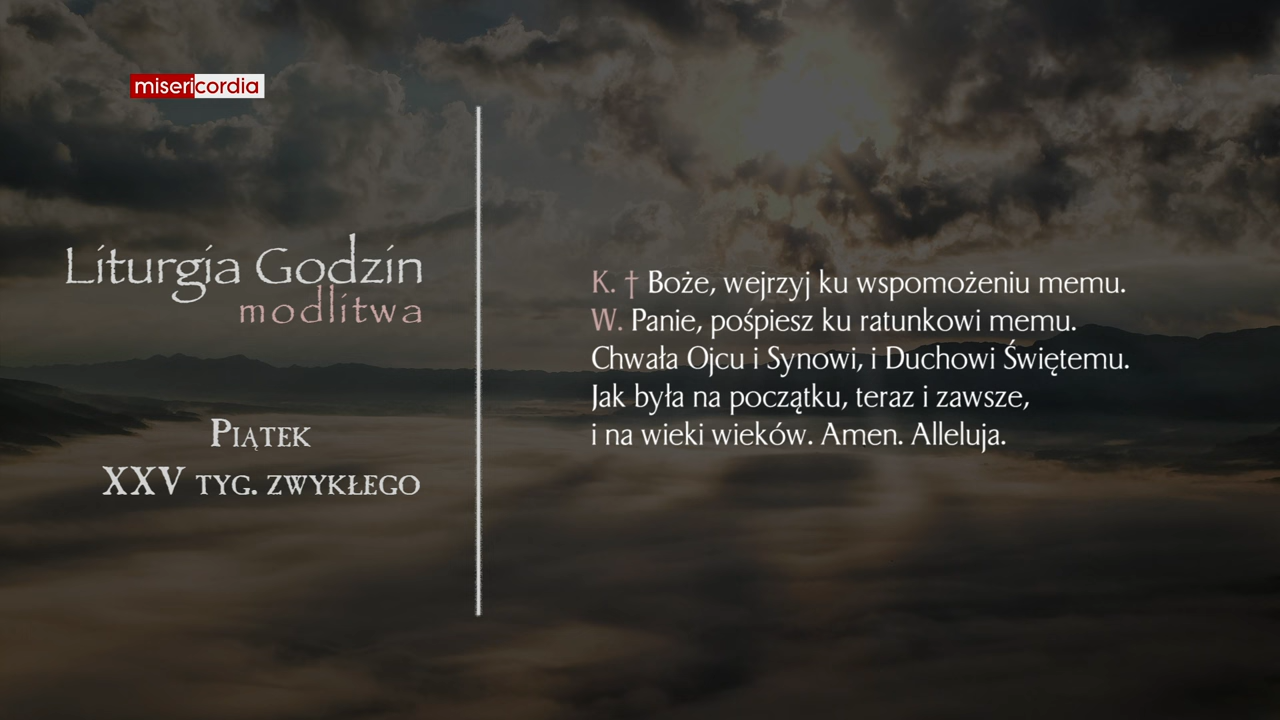 misericordia
Liturgia Godzin
modlitwa
Piątek
XXV tyg. zwykłego
K. † Boże, wejrzyj ku wspomożeniu memu.
W. Panie, pośpiesz ku ratunkowi memu.
Chwała Ojcu i Synowi, i Duchowi Świętemu.
Jak była na początku, teraz i zawsze,
i na wieki wieków. Amen. Alleluja.